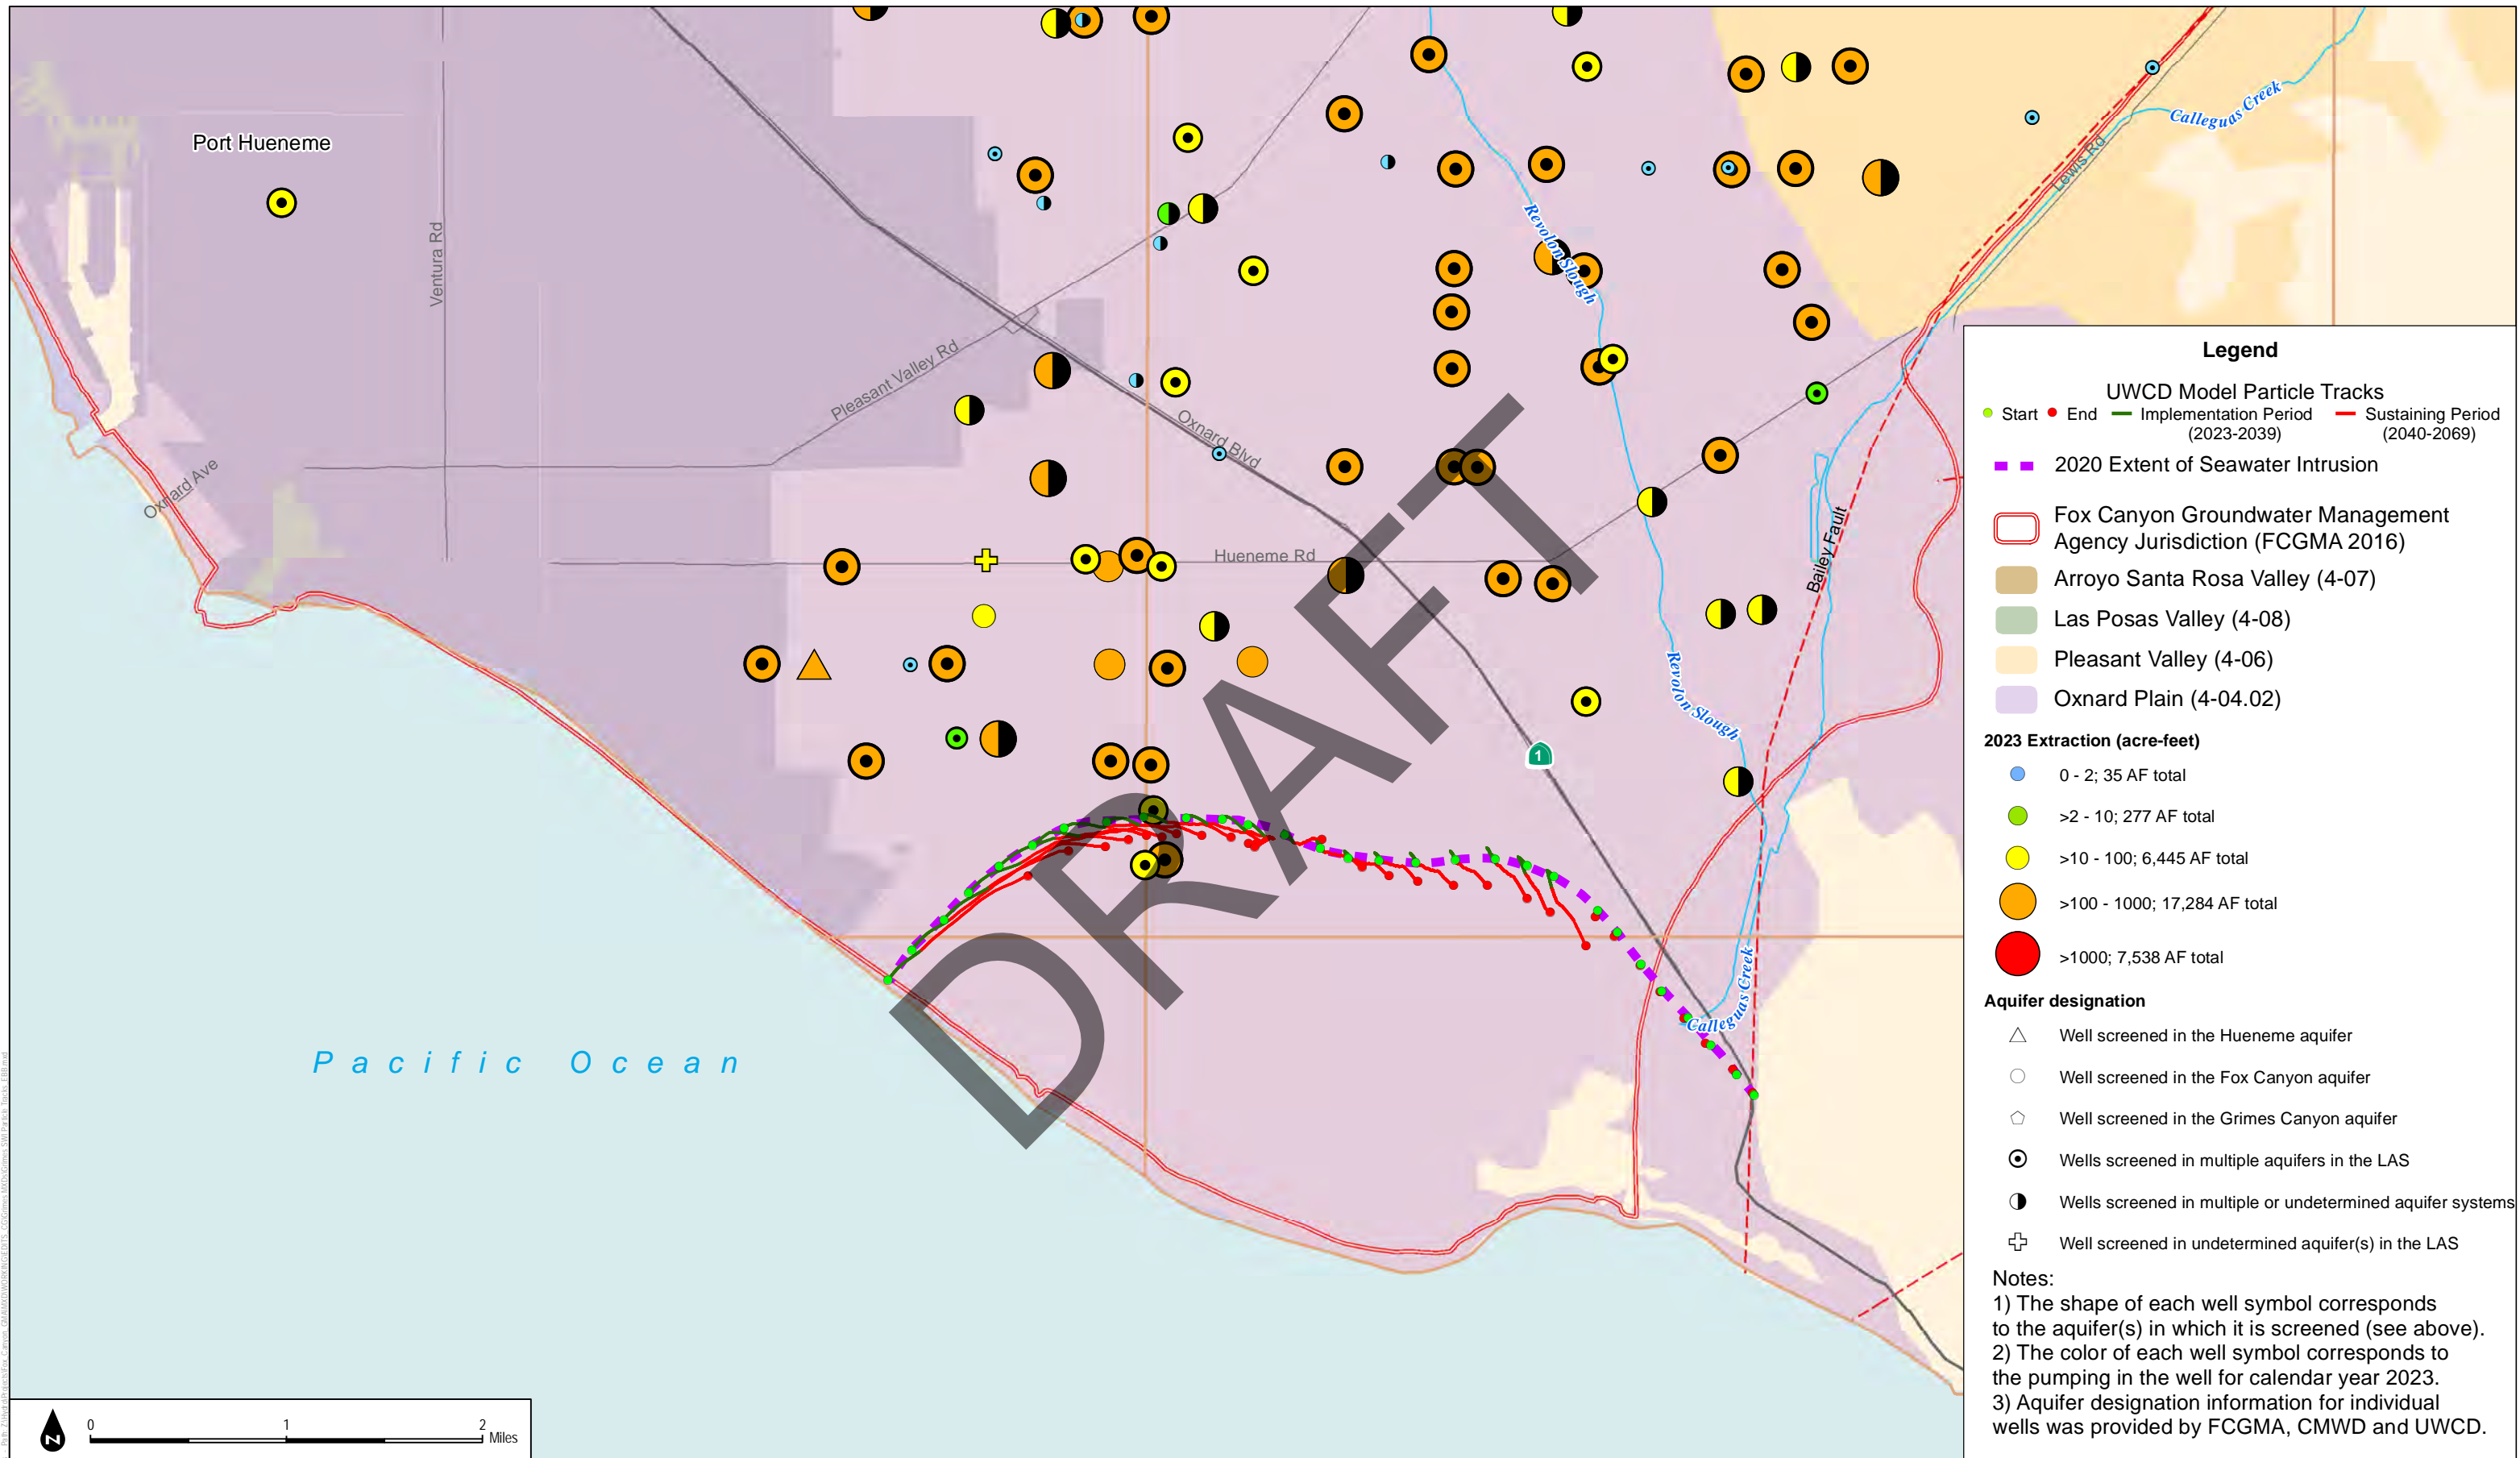 Port Hueneme
Ventura Rd
Oxnard Ave
Pleasant Valley Rd
Oxnard Blvd
Hueneme Rd
Revolon Slough
Revolon Slough
Calleguas Creek
Lewis Rd
Bailey Fault
1
Calleguas Creek
Pacific Ocean
DRAFT
N
0 1 2
Miles
Legend
UWCD Model Particle Tracks
Start End Implementation Period Sustaining Period
(2023-2039) (2040-2069)
2020 Extent of Seawater Intrusion
Fox Canyon Groundwater Management
Agency Jurisdiction (FCGMA 2016)
Arroyo Santa Rosa Valley (4-07)
Las Posas Valley (4-08)
Pleasant Valley (4-06)
Oxnard Plain (4-04.02)
2023 Extraction (acre-feet)
0 - 2; 35 AF total
>2 - 10; 277 AF total
>10 - 100; 6,445 AF total
>100 - 1000; 17,284 AF total
>1000; 7,538 AF total
Aquifer designation
Well screened in the Hueneme aquifer
Well screened in the Fox Canyon aquifer
Well screened in the Grimes Canyon aquifer
Wells screened in multiple aquifers in the LAS
Wells screened in multiple or undetermined aquifer systems
Well screened in undetermined aquifer(s) in the LAS
Notes:
1) The shape of each well symbol corresponds
to the aquifer(s) in which it is screened (see above).
2) The color of each well symbol corresponds to
the pumping in the well for calendar year 2023.
3) Aquifer designation information for individual
wells was provided by FCGMA, CMWD and UWCD.